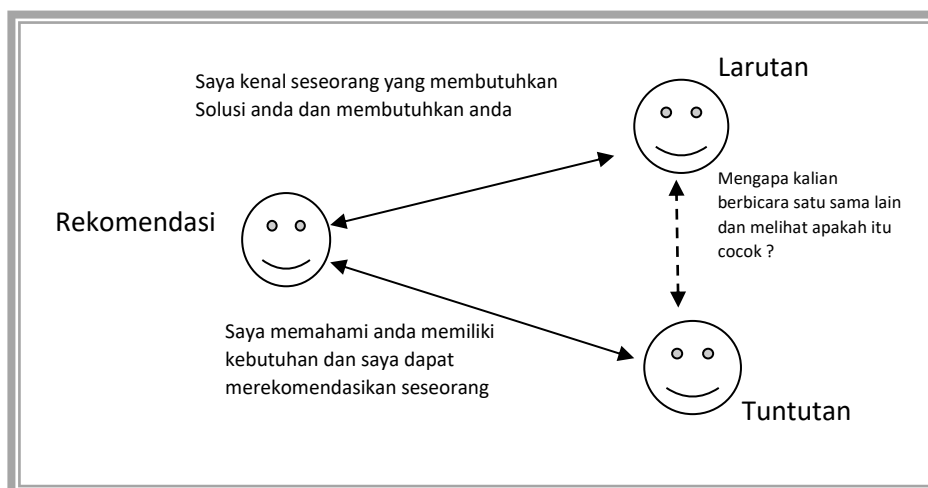 Larutan
Saya kenal seseorang yang membutuhkan
Solusi anda dan membutuhkan anda
Mengapa kalian
berbicara satu sama lain
dan melihat apakah itu
cocok ?
Rekomendasi
Saya memahami anda memiliki
kebutuhan dan saya dapat
merekomendasikan seseorang
Tuntutan